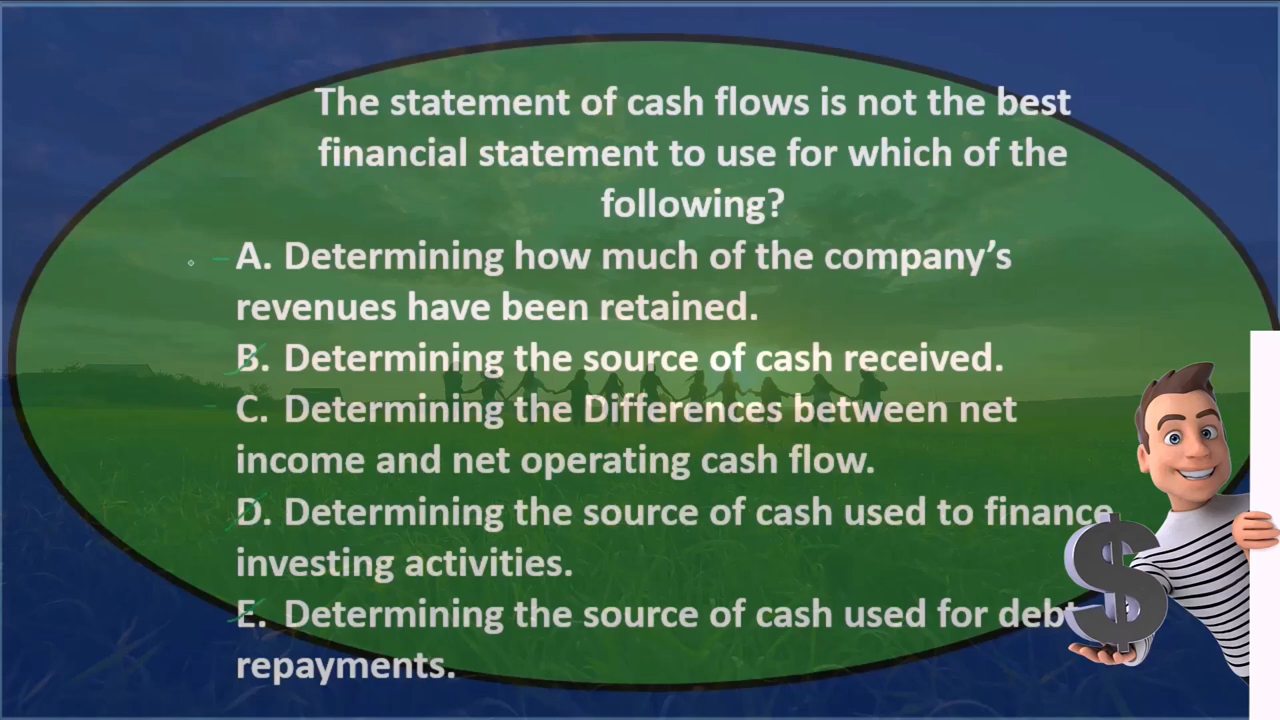 The statement of cash flows is not the best
financial statement to use for which of the
following?
A. Determining how much of the company's
revenues have been retained.
B. Determining the source of cash received.
C. Determining the Differences between net
income and net operating cash flow.
D. Determining the source of cash used to finance
investing activities.
E. Determining the source of cash used for debt
repayments.
$